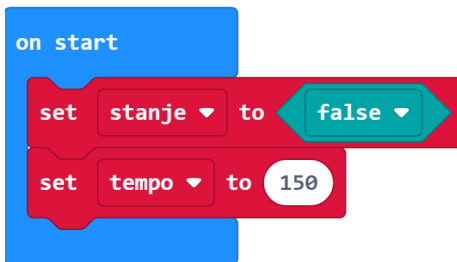 on start
set stanje to false
set tempo to 150